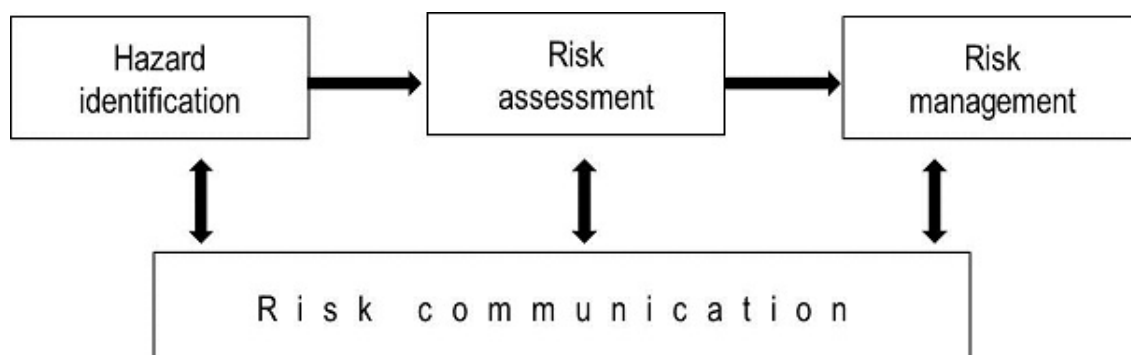 Hazard
identification
Risk
assessment
Risk
management
Risk communication